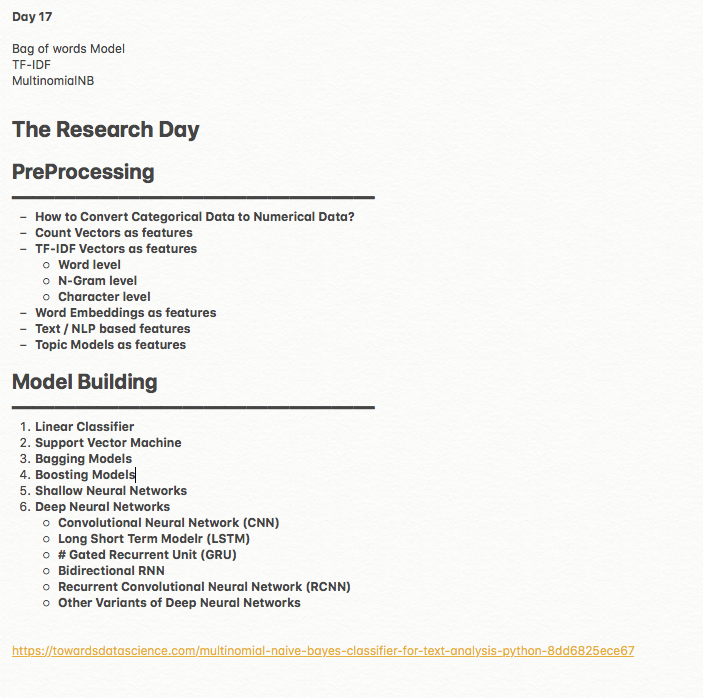 Day 17
Bag of words Model
TF-IDF
MultinomialNB
The Research Day
PreProcessing
– How to Convert Categorical Data to Numerical Data?
– Count Vectors as features
– TF-IDF Vectors as features
○ Word level
○ N-Gram level
○ Character level
– Word Embeddings as features
– Text / NLP based features
– Topic Models as features
Model Building
1. Linear Classifier
2. Support Vector Machine
3. Bagging Models
4. Boosting Models
5. Shallow Neural Networks
6. Deep Neural Networks
○ Convolutional Neural Network (CNN)
○ Long Short Term Modelr (LSTM)
○ # Gated Recurrent Unit (GRU)
○ Bidirectional RNN
○ Recurrent Convolutional Neural Network (RCNN)
○ Other Variants of Deep Neural Networks
https://towardsdatascience.com/multinomial-naive-bayes-classifier-for-text-analysis-python-8dd6825ece67